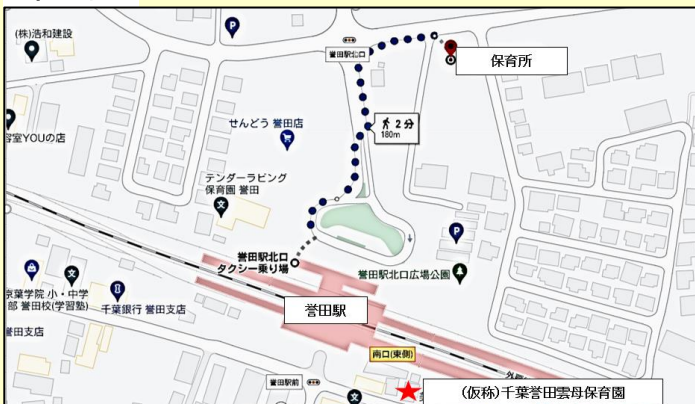 (株)浩和建設
誉田駅北口
保育所
2分
180m
せんどう 誉田店
容室YOUの店
テンダーラビング
保育園 誉田
誉田駅北口
タクシー乗り場
誉田駅北口広場公園
京葉学院 小・中学
部 誉田校(学習塾)
千葉銀行 誉田支店
誉田支店
誉田駅
南口(東側)
誉田駅前
(仮称)千葉誉田雲母保育園